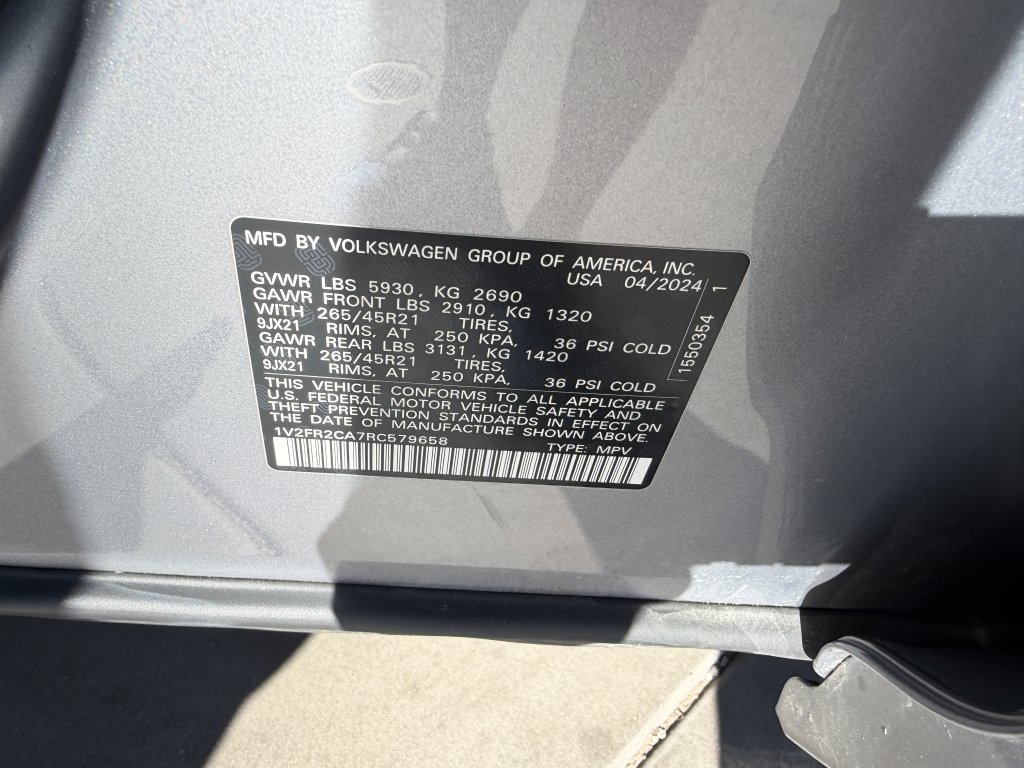 MFD BY VOLKSWAGEN GROUP OF AMERICA, INC.
USA 04/2024
GVWR LBS 5930, KG 2690
GAWR FRONT LBS 2910, KG 1320
WITH 265/45R21 TIRES,
9JX21 RIMS, AT 250 KPA, 36 PSI COLD
GAWR REAR LBS 3131, KG 1420
WITH 265/45R21 TIRES,
9JX21 RIMS, AT 250 KPA, 36 PSI COLD
THIS VEHICLE CONFORMS TO ALL APPLICABLE
U.S. FEDERAL MOTOR VEHICLE SAFETY AND
THEFT PREVENTION STANDARDS IN EFFECT ON
THE DATE OF MANUFACTURE SHOWN ABOVE.
1V2FR2CA7RC579658 TYPE: MPV
1550354 1